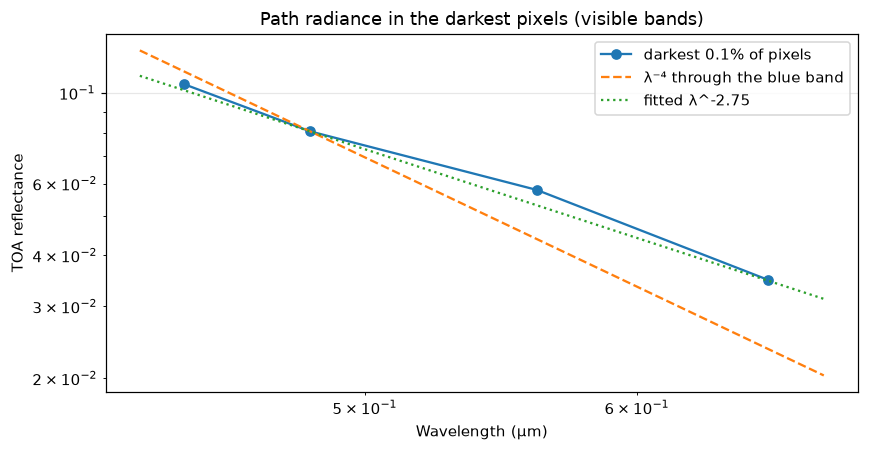 Path radiance in the darkest pixels (visible bands)
darkest 0.1% of pixels
λ⁻⁴ through the blue band
fitted λ^-2.75
TOA reflectance
10⁻¹
6 × 10⁻²
4 × 10⁻²
3 × 10⁻²
2 × 10⁻²
5 × 10⁻¹
6 × 10⁻¹
Wavelength (μm)